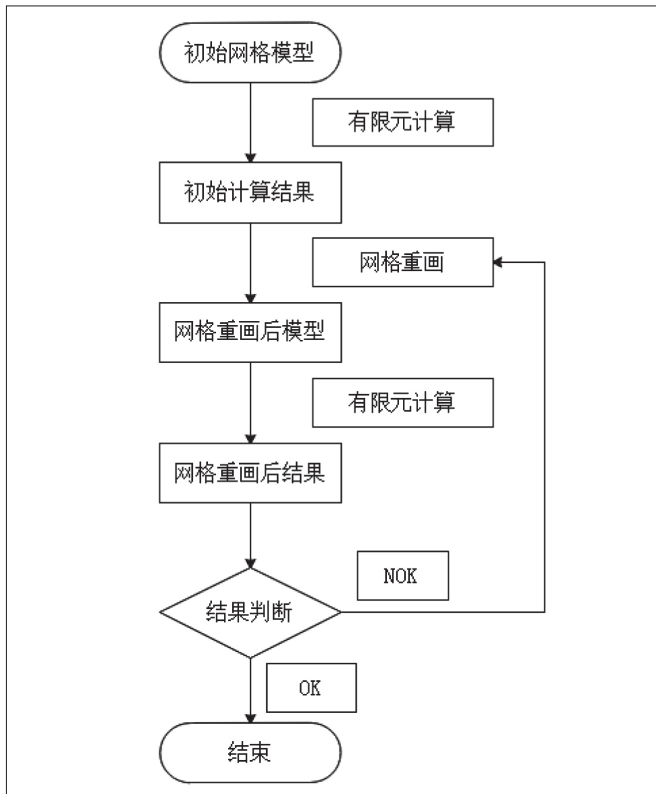 初始网格模型
有限元计算
初始计算结果
网格重画
网格重画后模型
有限元计算
网格重画后结果
NOK
结果判断
OK
结束